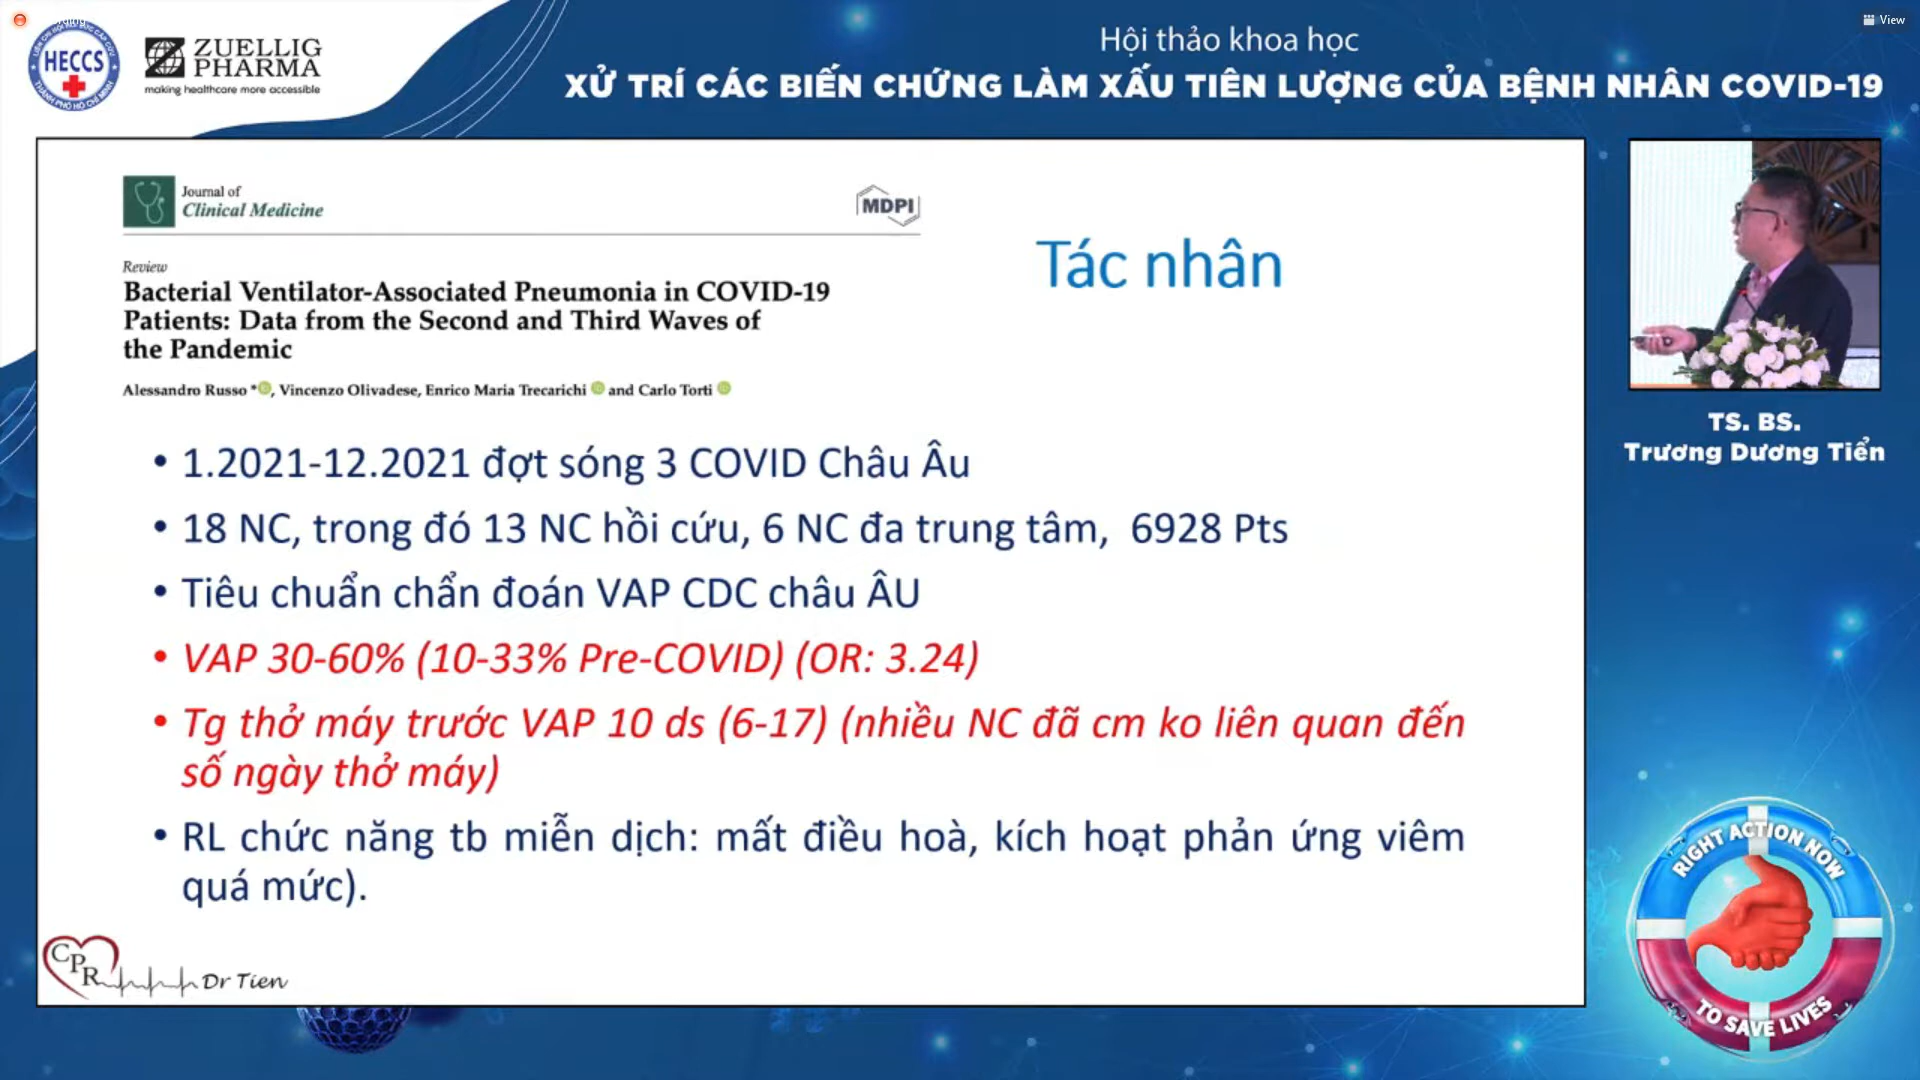 View
HECCS
THÀNH PHỐ HỒ CHÍ MINH
ZUELLIG
PHARMA
making healthcare more accessible
Hội thảo khoa học
XỬ TRÍ CÁC BIẾN CHỨNG LÀM XẤU TIÊN LƯỢNG CỦA BỆNH NHÂN COVID-19
Journal of
Clinical Medicine
MDPI
Tác nhân
Review
Bacterial Ventilator-Associated Pneumonia in COVID-19
Patients: Data from the Second and Third Waves of
the Pandemic
Alessandro Russo *, Vincenzo Olivadese, Enrico Maria Trecarichi and Carlo Torti
• 1.2021-12.2021 đợt sóng 3 COVID Châu Âu
• 18 NC, trong đó 13 NC hồi cứu, 6 NC đa trung tâm, 6928 Pts
• Tiêu chuẩn chẩn đoán VAP CDC châu ÂU
• VAP 30-60% (10-33% Pre-COVID) (OR: 3.24)
• Tg thở máy trước VAP 10 ds (6-17) (nhiều NC đã cm ko liên quan đến
số ngày thở máy)
• RL chức năng tb miễn dịch: mất điều hoà, kích hoạt phản ứng viêm
quá mức).
CPR
Dr Tien
TS. BS.
Trương Dương Tiển
RIGHT ACTION NOW
TO SAVE LIVES